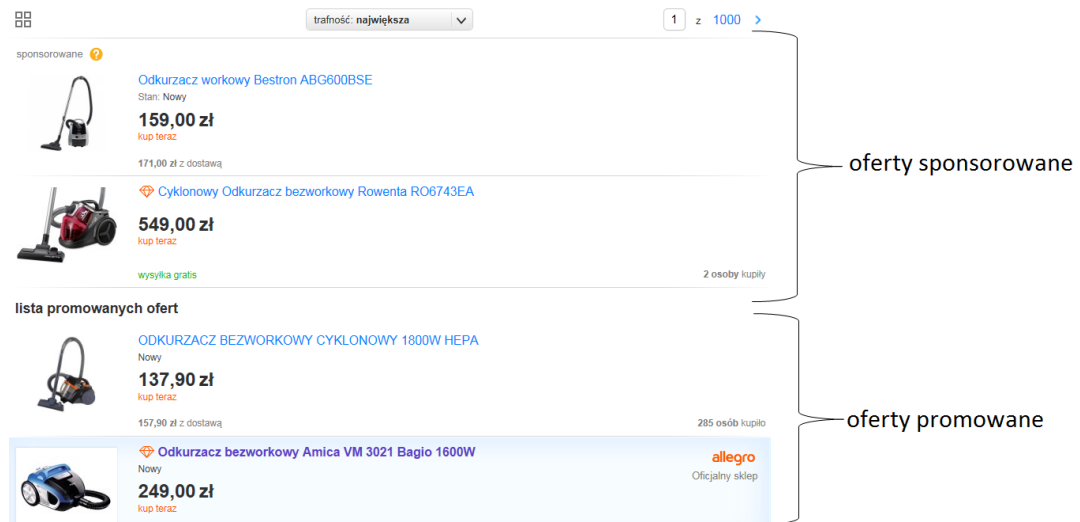 trafność: największa
1 z 1000 >
sponsorowane ?
Odkurzacz workowy Bestron ABG600BSE
Stan: Nowy
159,00 zł
kup teraz
171,00 zł z dostawą
oferty sponsorowane
Cyklonowy Odkurzacz bezworkowy Rowenta RO6743EA
549,00 zł
kup teraz
wysyłka gratis
2 osoby kupiły
lista promowanych ofert
ODKURZACZ BEZWORKOWY CYKLONOWY 1800W HEPA
Nowy
137,90 zł
kup teraz
157,90 zł z dostawą
285 osób kupiło
oferty promowane
Odkurzacz bezworkowy Amica VM 3021 Bagio 1600W
allegro
Nowy
Oficjalny sklep
249,00 zł
kup teraz